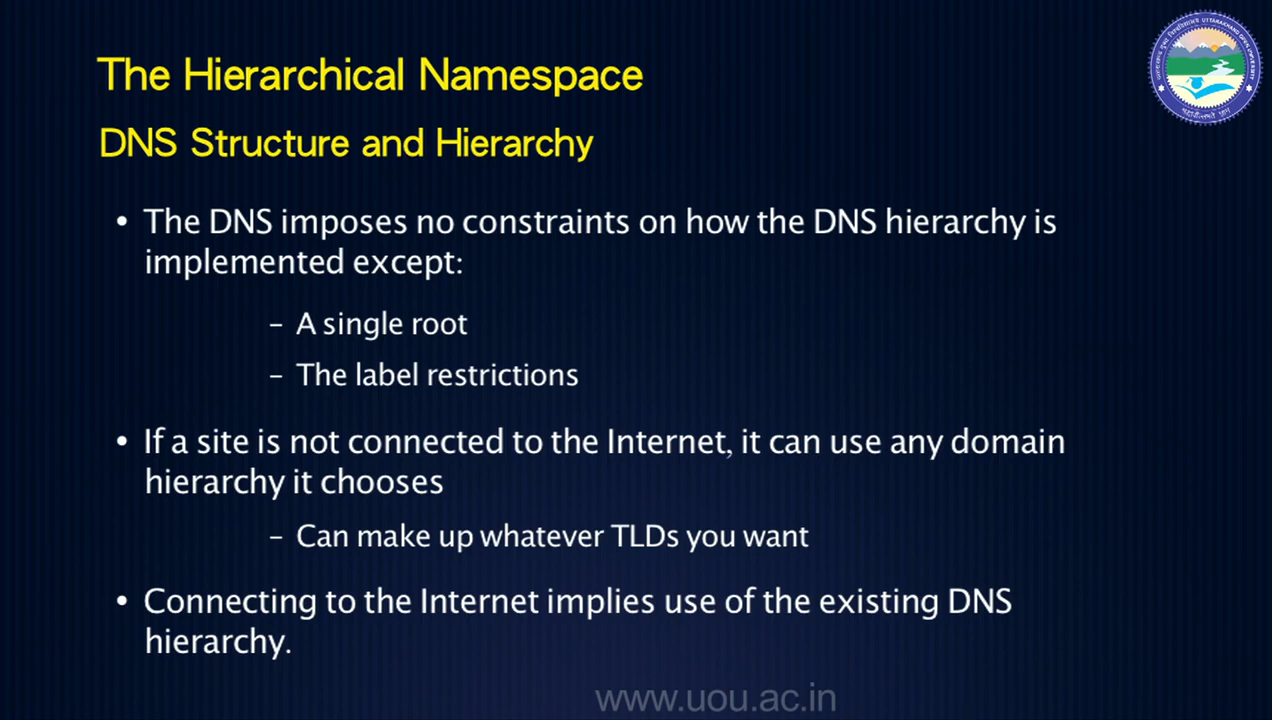 The Hierarchical Namespace
DNS Structure and Hierarchy
• The DNS imposes no constraints on how the DNS hierarchy is
implemented except:
– A single root
– The label restrictions
• If a site is not connected to the Internet, it can use any domain
hierarchy it chooses
– Can make up whatever TLDs you want
• Connecting to the Internet implies use of the existing DNS
hierarchy.
www.uou.ac.in
UTTARAKHAND OPEN UNIVERSITY